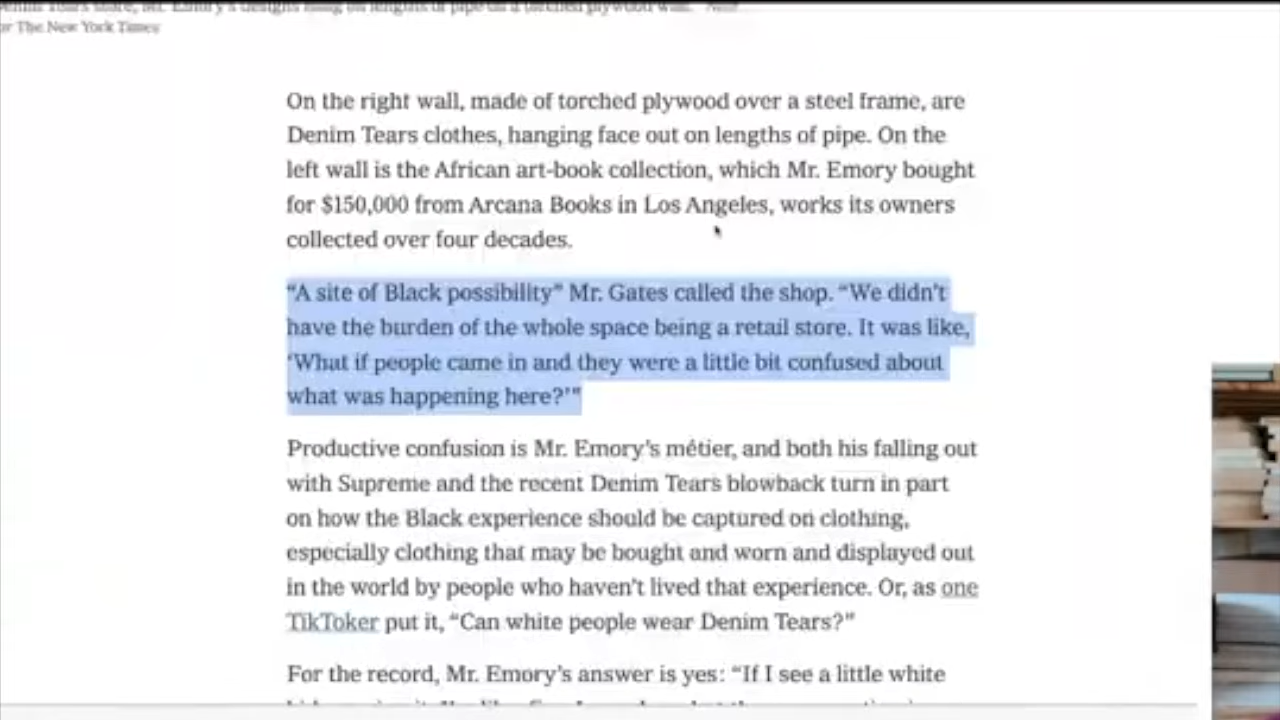 or The New York Times
On the right wall, made of torched plywood over a steel frame, are
Denim Tears clothes, hanging face out on lengths of pipe. On the
left wall is the African art-book collection, which Mr. Emory bought
for $150,000 from Arcana Books in Los Angeles, works its owners
collected over four decades.
“A site of Black possibility” Mr. Gates called the shop. “We didn’t
have the burden of the whole space being a retail store. It was like,
‘What if people came in and they were a little bit confused about
what was happening here?’”
Productive confusion is Mr. Emory’s métier, and both his falling out
with Supreme and the recent Denim Tears blowback turn in part
on how the Black experience should be captured on clothing,
especially clothing that may be bought and worn and displayed out
in the world by people who haven’t lived that experience. Or, as one
TikToker put it, “Can white people wear Denim Tears?”
For the record, Mr. Emory’s answer is yes: “If I see a little white